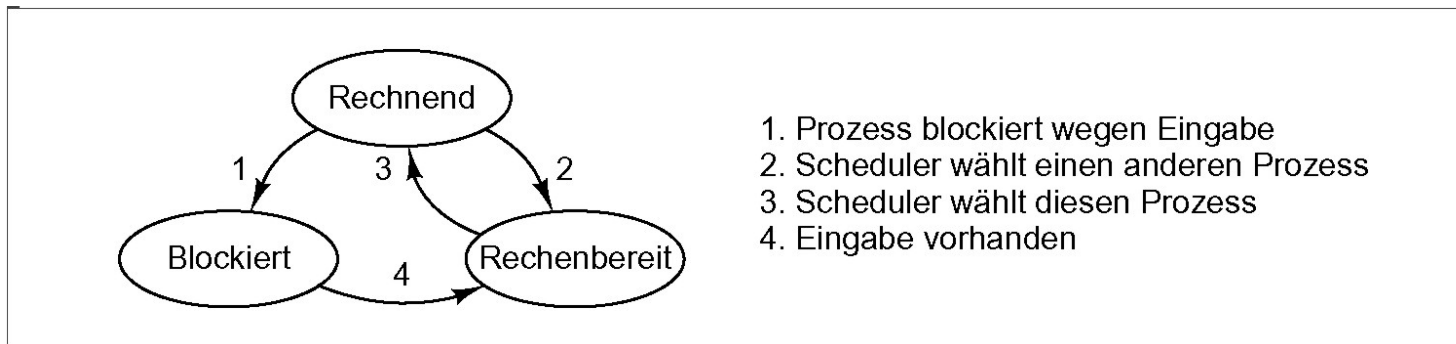 Rechnend
1
3
2
Blockiert
Rechenbereit
4
1. Prozess blockiert wegen Eingabe
2. Scheduler wählt einen anderen Prozess
3. Scheduler wählt diesen Prozess
4. Eingabe vorhanden